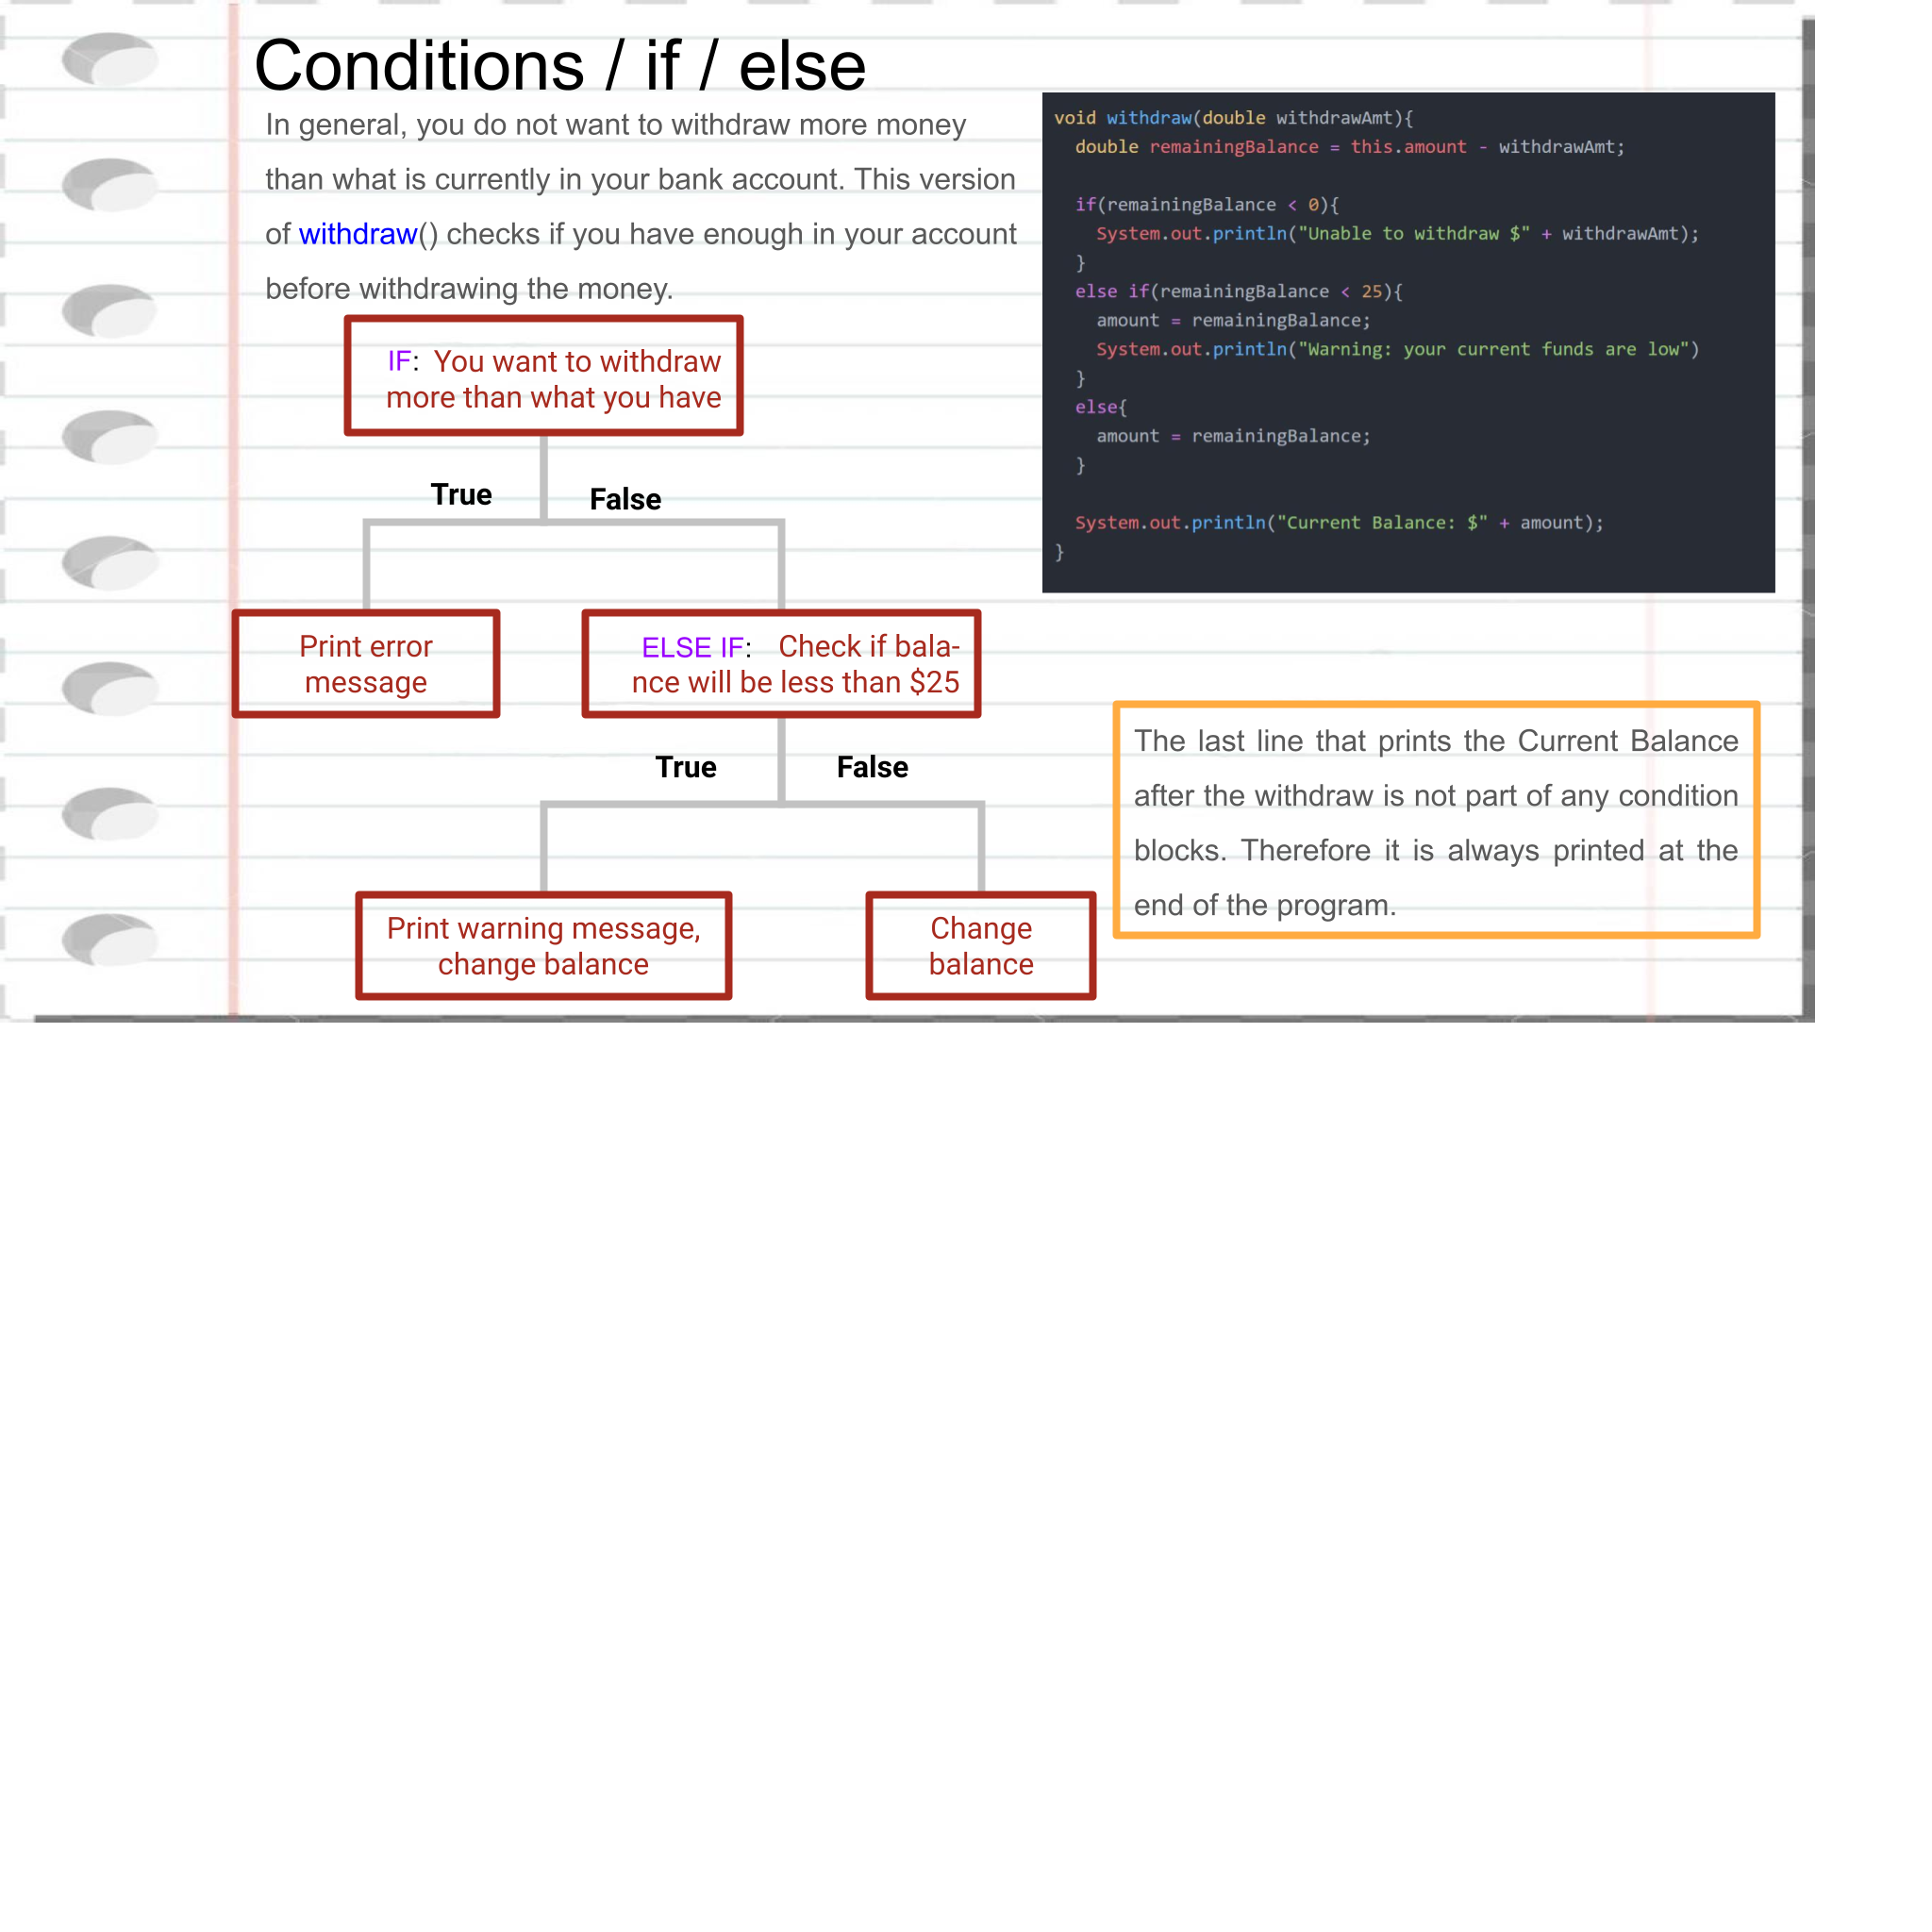 Conditions / if / else
In general, you do not want to withdraw more money
than what is currently in your bank account. This version
of withdraw() checks if you have enough in your account
before withdrawing the money.
void withdraw(double withdrawAmt){
double remainingBalance = this.amount - withdrawAmt;
if(remainingBalance < 0){
System.out.println("Unable to withdraw $" + withdrawAmt);
}
else if(remainingBalance < 25){
amount = remainingBalance;
System.out.println("Warning: your current funds are low")
}
else{
amount = remainingBalance;
}
System.out.println("Current Balance: $" + amount);
}
IF: You want to withdraw
more than what you have
True False
Print error
message
ELSE IF: Check if bala-
nce will be less than $25
True False
Print warning message,
change balance
Change
balance
The last line that prints the Current Balance
after the withdraw is not part of any condition
blocks. Therefore it is always printed at the
end of the program.